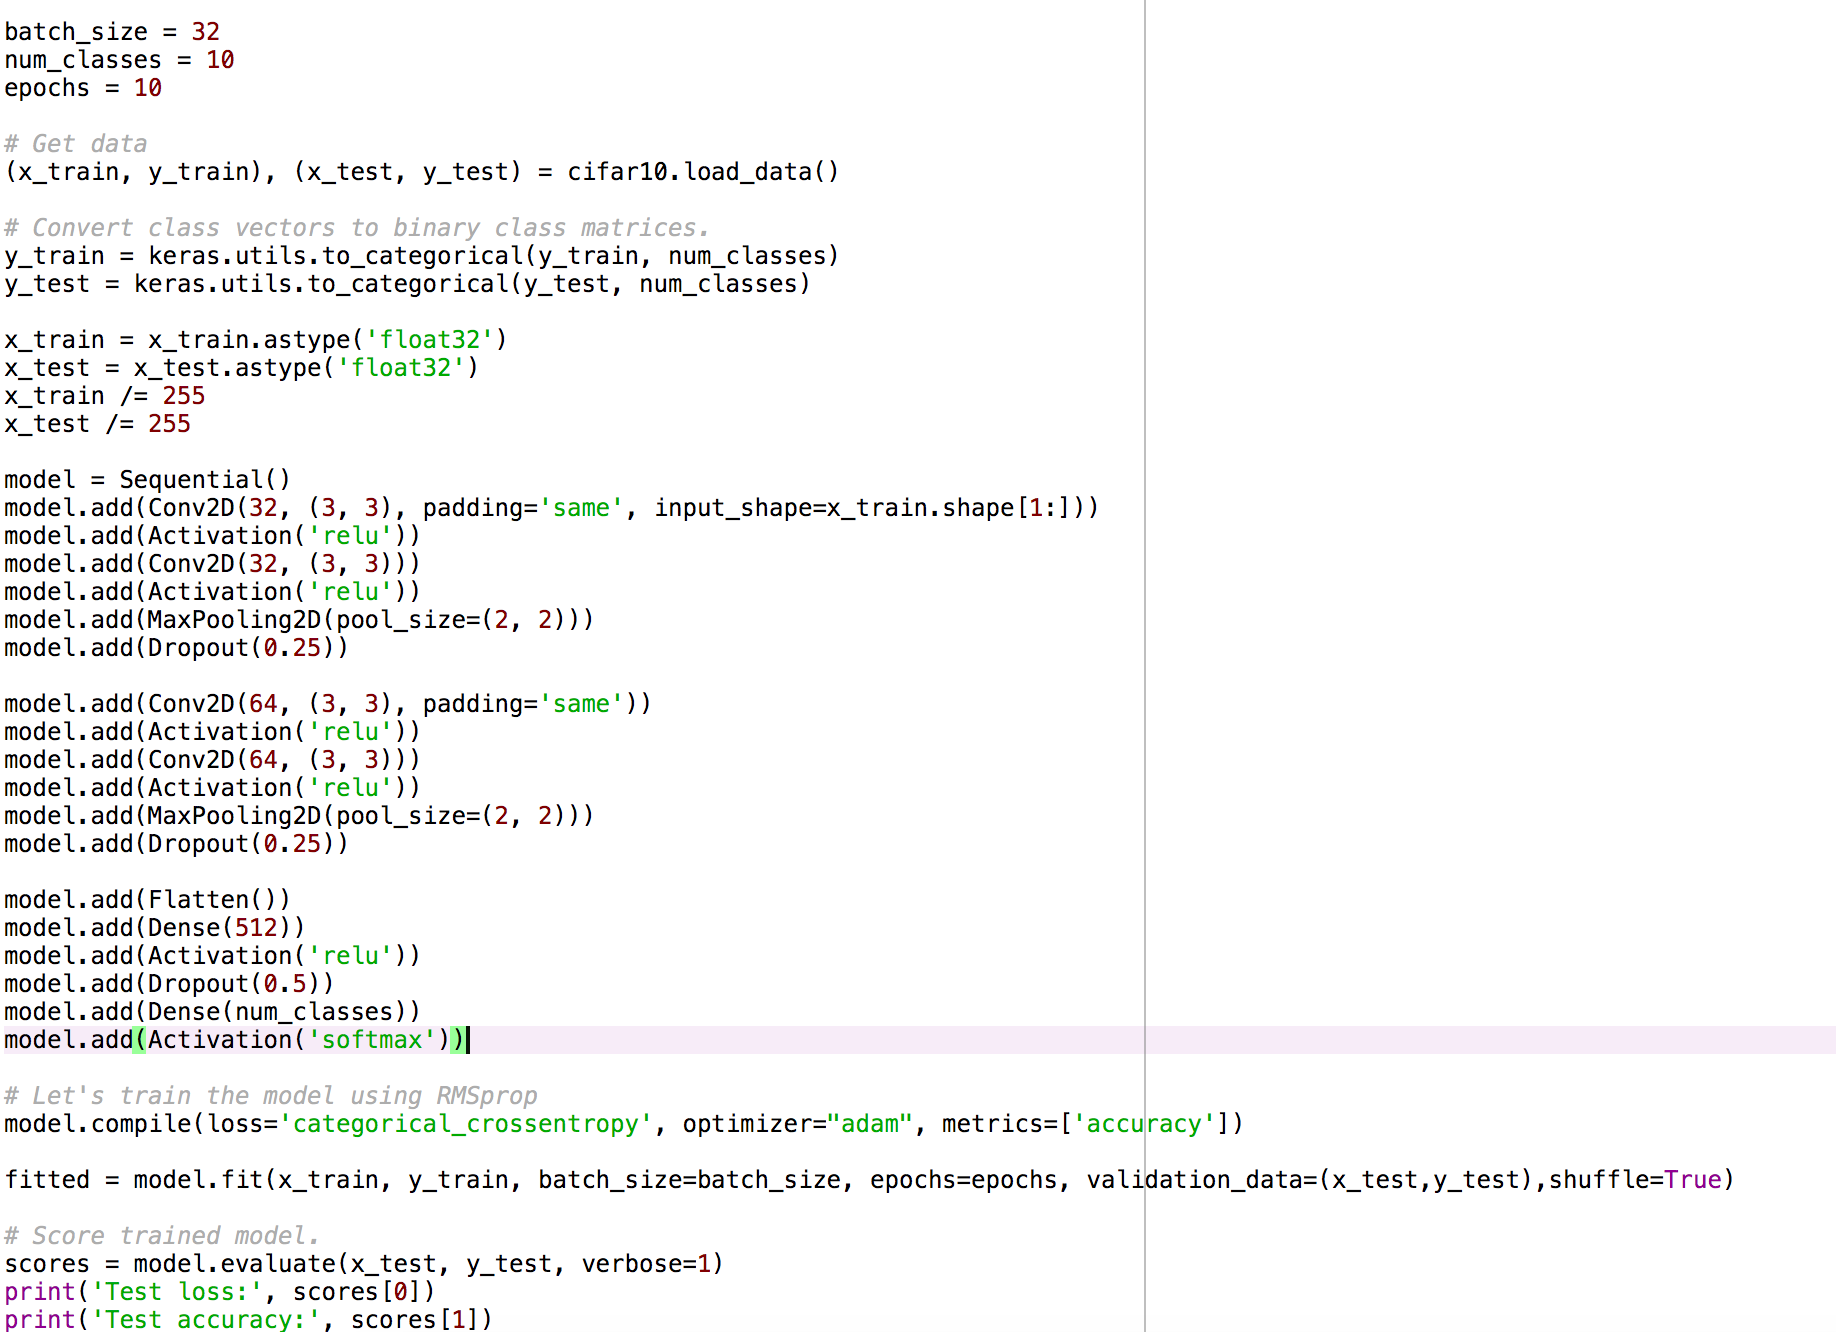 batch_size = 32
num_classes = 10
epochs = 10
# Get data
(x_train, y_train), (x_test, y_test) = cifar10.load_data()
# Convert class vectors to binary class matrices.
y_train = keras.utils.to_categorical(y_train, num_classes)
y_test = keras.utils.to_categorical(y_test, num_classes)
x_train = x_train.astype('float32')
x_test = x_test.astype('float32')
x_train /= 255
x_test /= 255
model = Sequential()
model.add(Conv2D(32, (3, 3), padding='same', input_shape=x_train.shape[1:]))
model.add(Activation('relu'))
model.add(Conv2D(32, (3, 3)))
model.add(Activation('relu'))
model.add(MaxPooling2D(pool_size=(2, 2)))
model.add(Dropout(0.25))
model.add(Conv2D(64, (3, 3), padding='same'))
model.add(Activation('relu'))
model.add(Conv2D(64, (3, 3)))
model.add(Activation('relu'))
model.add(MaxPooling2D(pool_size=(2, 2)))
model.add(Dropout(0.25))
model.add(Flatten())
model.add(Dense(512))
model.add(Activation('relu'))
model.add(Dropout(0.5))
model.add(Dense(num_classes))
model.add(Activation('softmax'))
# Let's train the model using RMSprop
model.compile(loss='categorical_crossentropy', optimizer="adam", metrics=['accuracy'])
fitted = model.fit(x_train, y_train, batch_size=batch_size, epochs=epochs, validation_data=(x_test,y_test),shuffle=True)
# Score trained model.
scores = model.evaluate(x_test, y_test, verbose=1)
print('Test loss:', scores[0])
print('Test accuracy:', scores[1])